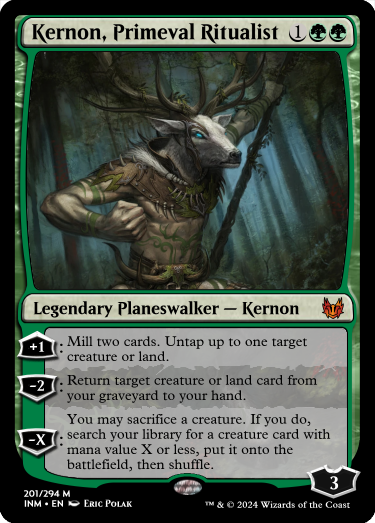 Kernon, Primeval Ritualist 1
Legendary Planeswalker — Kernon
+1: Mill two cards. Untap up to one target
creature or land.
−2: Return target creature or land card from
your graveyard to your hand.
−X: You may sacrifice a creature. If you do,
search your library for a creature card with
mana value X or less, put it onto the
battlefield, then shuffle.
3
201/294 M
INM • EN Eric Polak
™ & © 2024 Wizards of the Coast